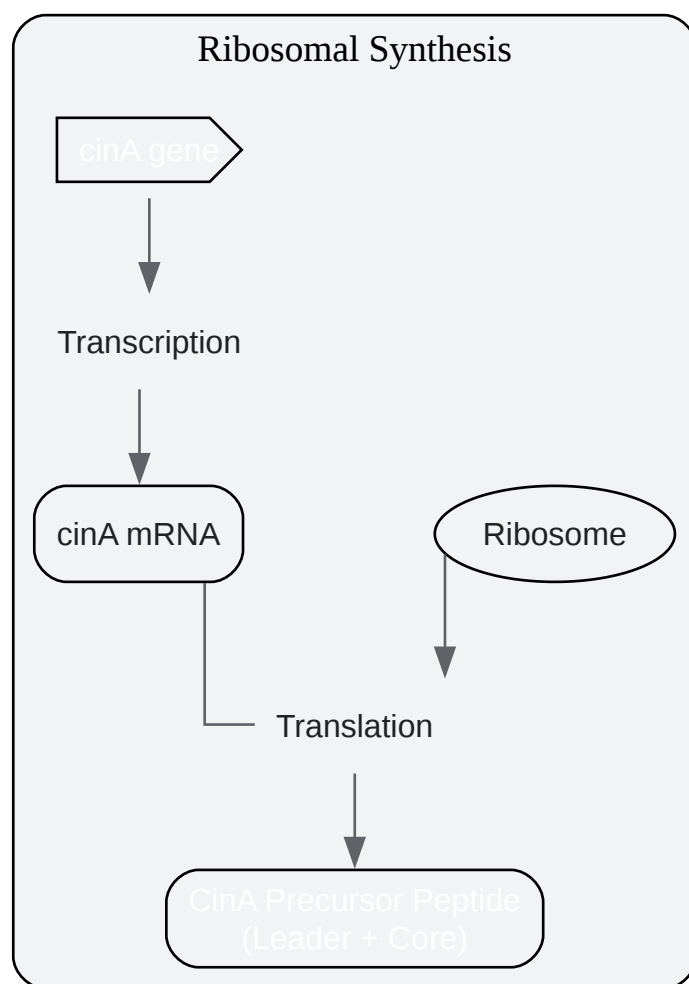 Ribosomal Synthesis
cinA gene
Transcription
cinA mRNA
Ribosome
Translation
CinA Precursor Peptide
(Leader + Core)